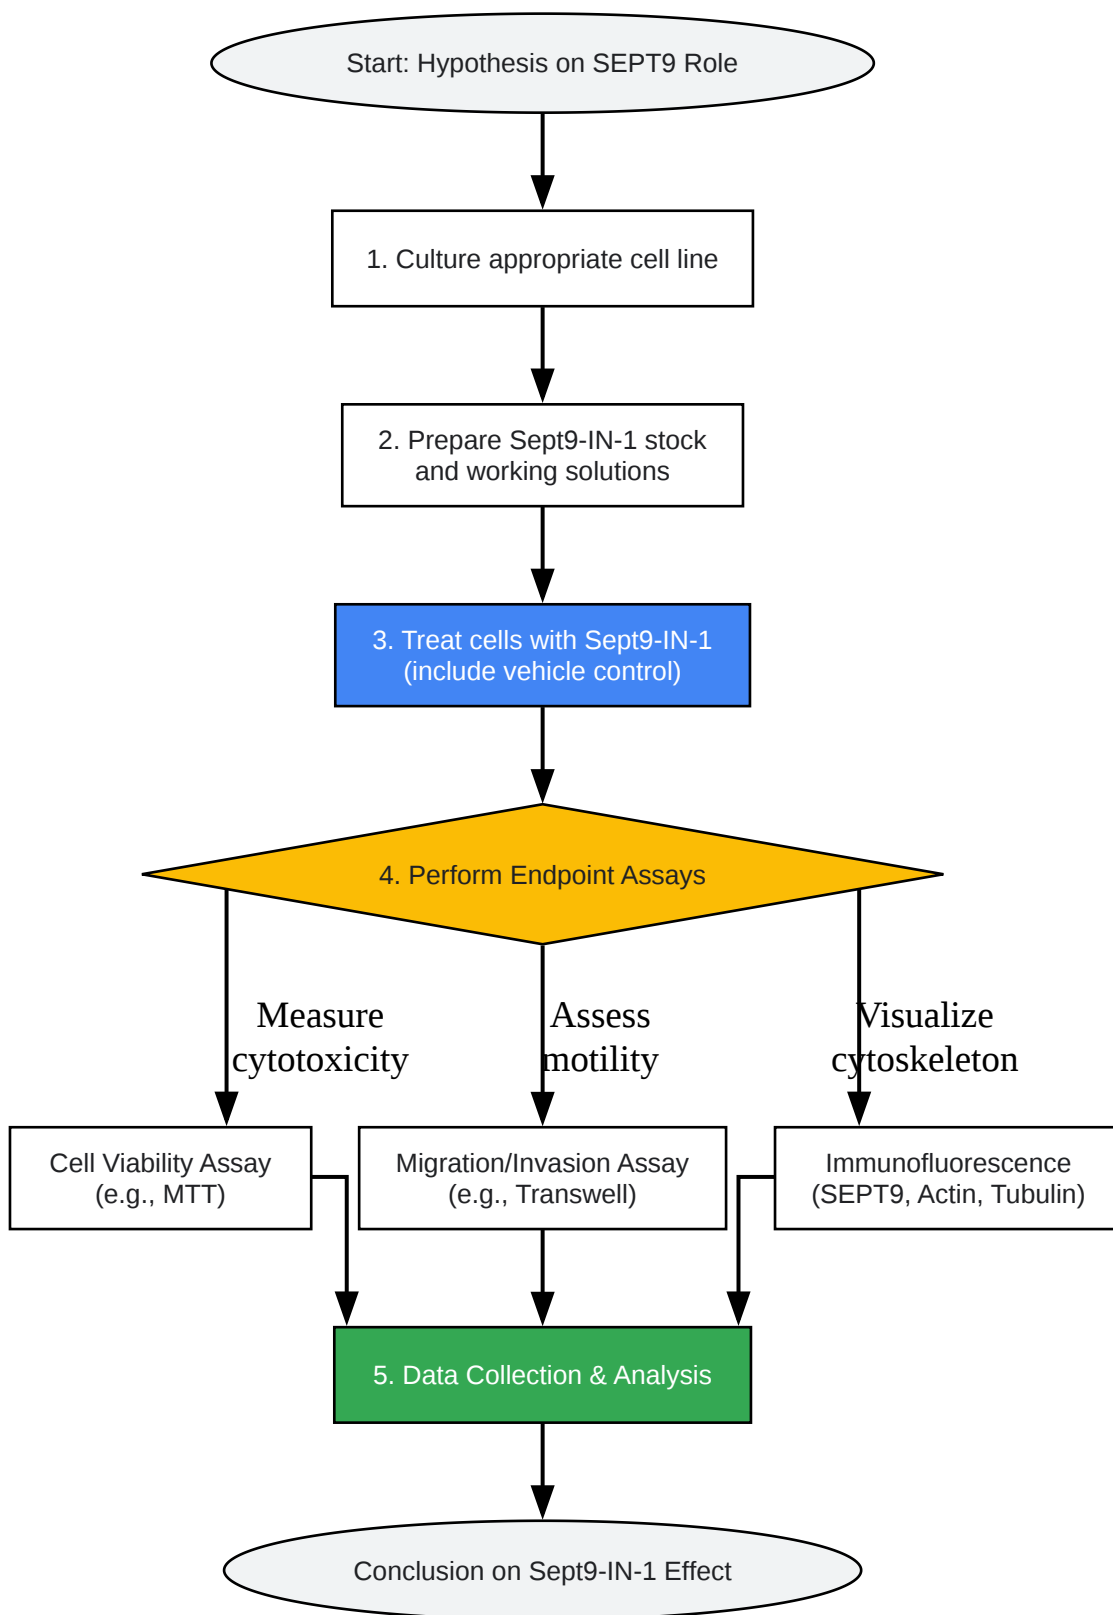 Start: Hypothesis on SEPT9 Role
1. Culture appropriate cell line
2. Prepare Sept9-IN-1 stock
and working solutions
3. Treat cells with Sept9-IN-1
(include vehicle control)
4. Perform Endpoint Assays
Measure
cytotoxicity
Assess
motility
Visualize
cytoskeleton
Cell Viability Assay
(e.g., MTT)
Migration/Invasion Assay
(e.g., Transwell)
Immunofluorescence
(SEPT9, Actin, Tubulin)
5. Data Collection & Analysis
Conclusion on Sept9-IN-1 Effect